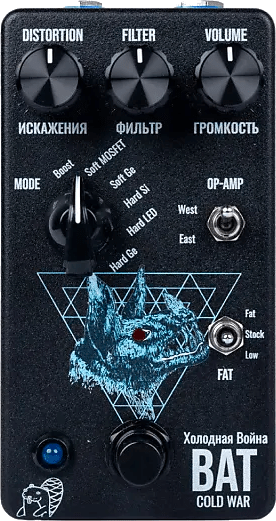 DISTORTION FILTER VOLUME
ИСКАЖЕНИЯ ФИЛЬТР ГРОМКОСТЬ
MODE
Boost
Soft MOSFET
Soft Ge
Hard Si
Hard LED
Hard Ge
OP-AMP
West
East
Fat
Stock
Low
FAT
Холодная Война
BAT
COLD WAR